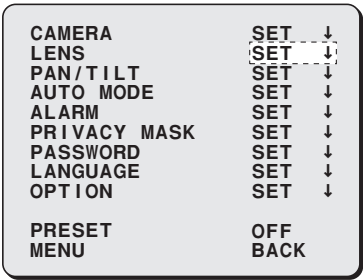 CAMERA SET ↓
LENS SET ↓
PAN/TILT SET ↓
AUTO MODE SET ↓
ALARM SET ↓
PRIVACY MASK SET ↓
PASSWORD SET ↓
LANGUAGE SET ↓
OPTION SET ↓
PRESET OFF
MENU BACK